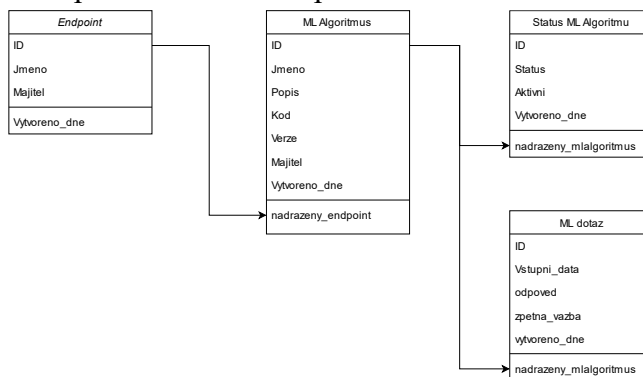 Endpoint
ID
Jmeno
Majitel
Vytvoreno_dne
ML Algoritmus
ID
Jmeno
Popis
Kod
Verze
Majitel
Vytvoreno_dne
nadrazeny_endpoint
Status ML Algoritmu
ID
Status
Aktivni
Vytvoreno_dne
nadrazeny_mlalgoritmus
ML dotaz
ID
Vstupni_data
odpoved
zpetna_vazba
vytvoreno_dne
nadrazeny_mlalgoritmus